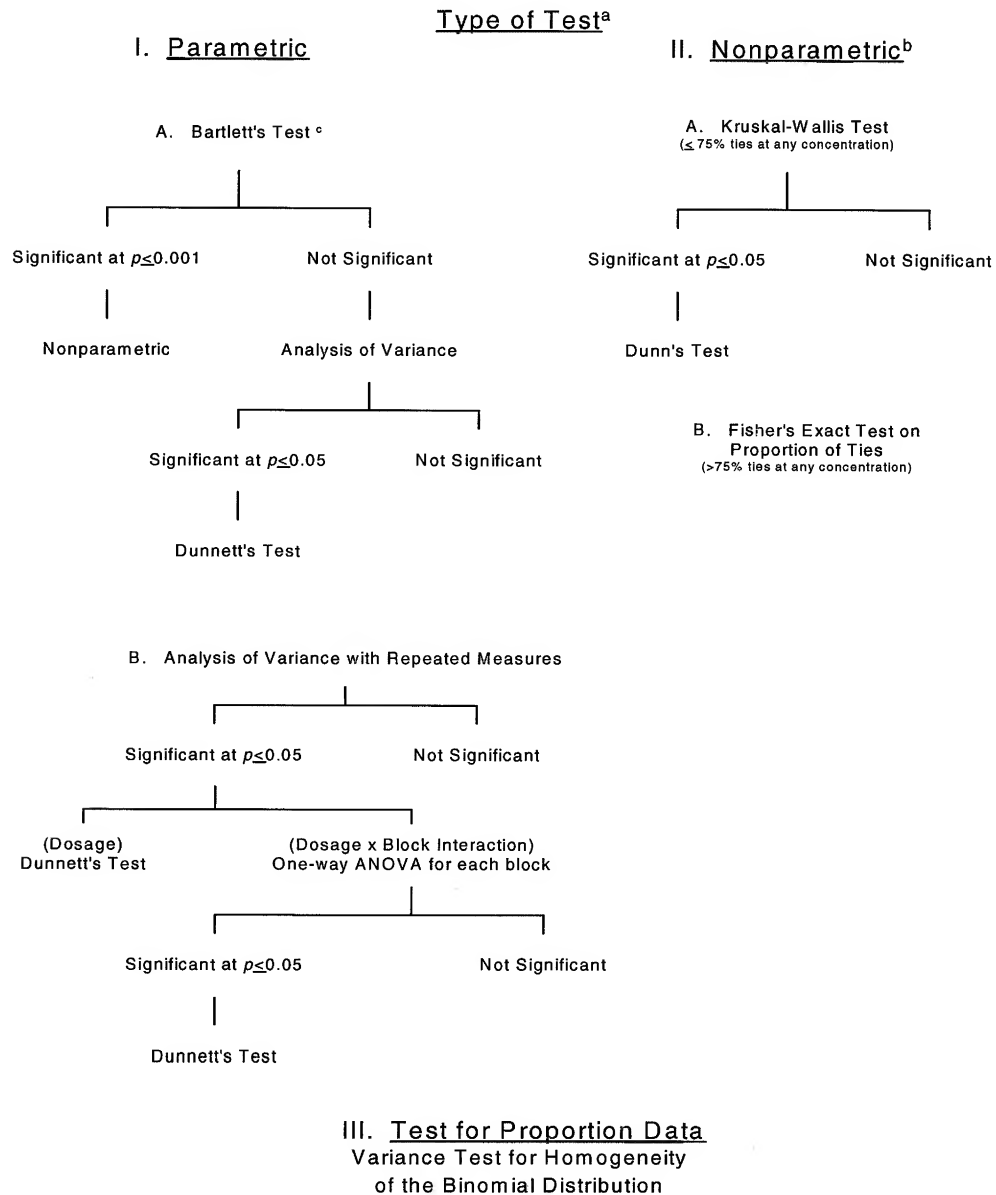 Type of Testᵃ
I. Parametric
II. Nonparametricᵇ
A. Bartlett's Test ᶜ
Significant at p≤0.001
Not Significant
Nonparametric
Analysis of Variance
Significant at p≤0.05
Not Significant
Dunnett's Test
A. Kruskal-Wallis Test
(≤75% ties at any concentration)
Significant at p≤0.05
Not Significant
Dunn's Test
B. Fisher's Exact Test on
Proportion of Ties
(>75% ties at any concentration)
B. Analysis of Variance with Repeated Measures
Significant at p≤0.05
Not Significant
(Dosage)
Dunnett's Test
(Dosage x Block Interaction)
One-way ANOVA for each block
Significant at p≤0.05
Not Significant
Dunnett's Test
III. Test for Proportion Data
Variance Test for Homogeneity
of the Binomial Distribution